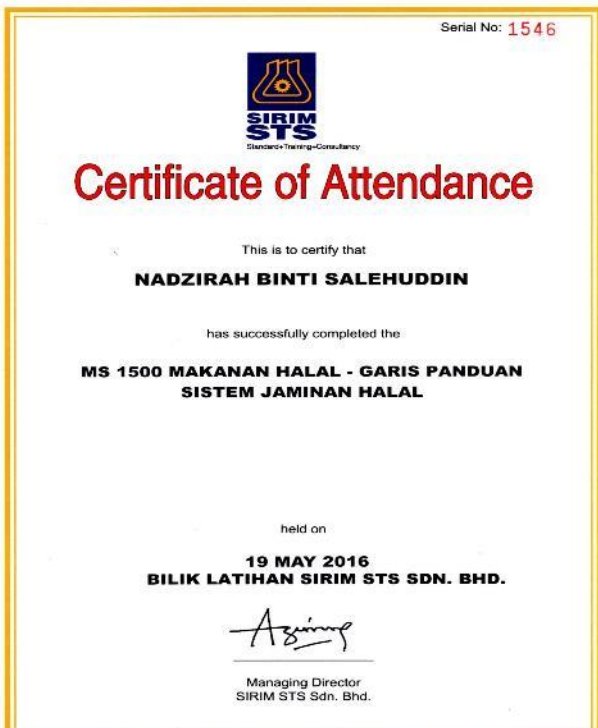 Serial No: 1546
SIRIM
STS
Standard+Training+Consultancy
Certificate of Attendance
This is to certify that
NADZIRAH BINTI SALEHUDDIN
has successfully completed the
MS 1500 MAKANAN HALAL - GARIS PANDUAN
SISTEM JAMINAN HALAL
held on
19 MAY 2016
BILIK LATIHAN SIRIM STS SDN. BHD.
Managing Director
SIRIM STS Sdn. Bhd.